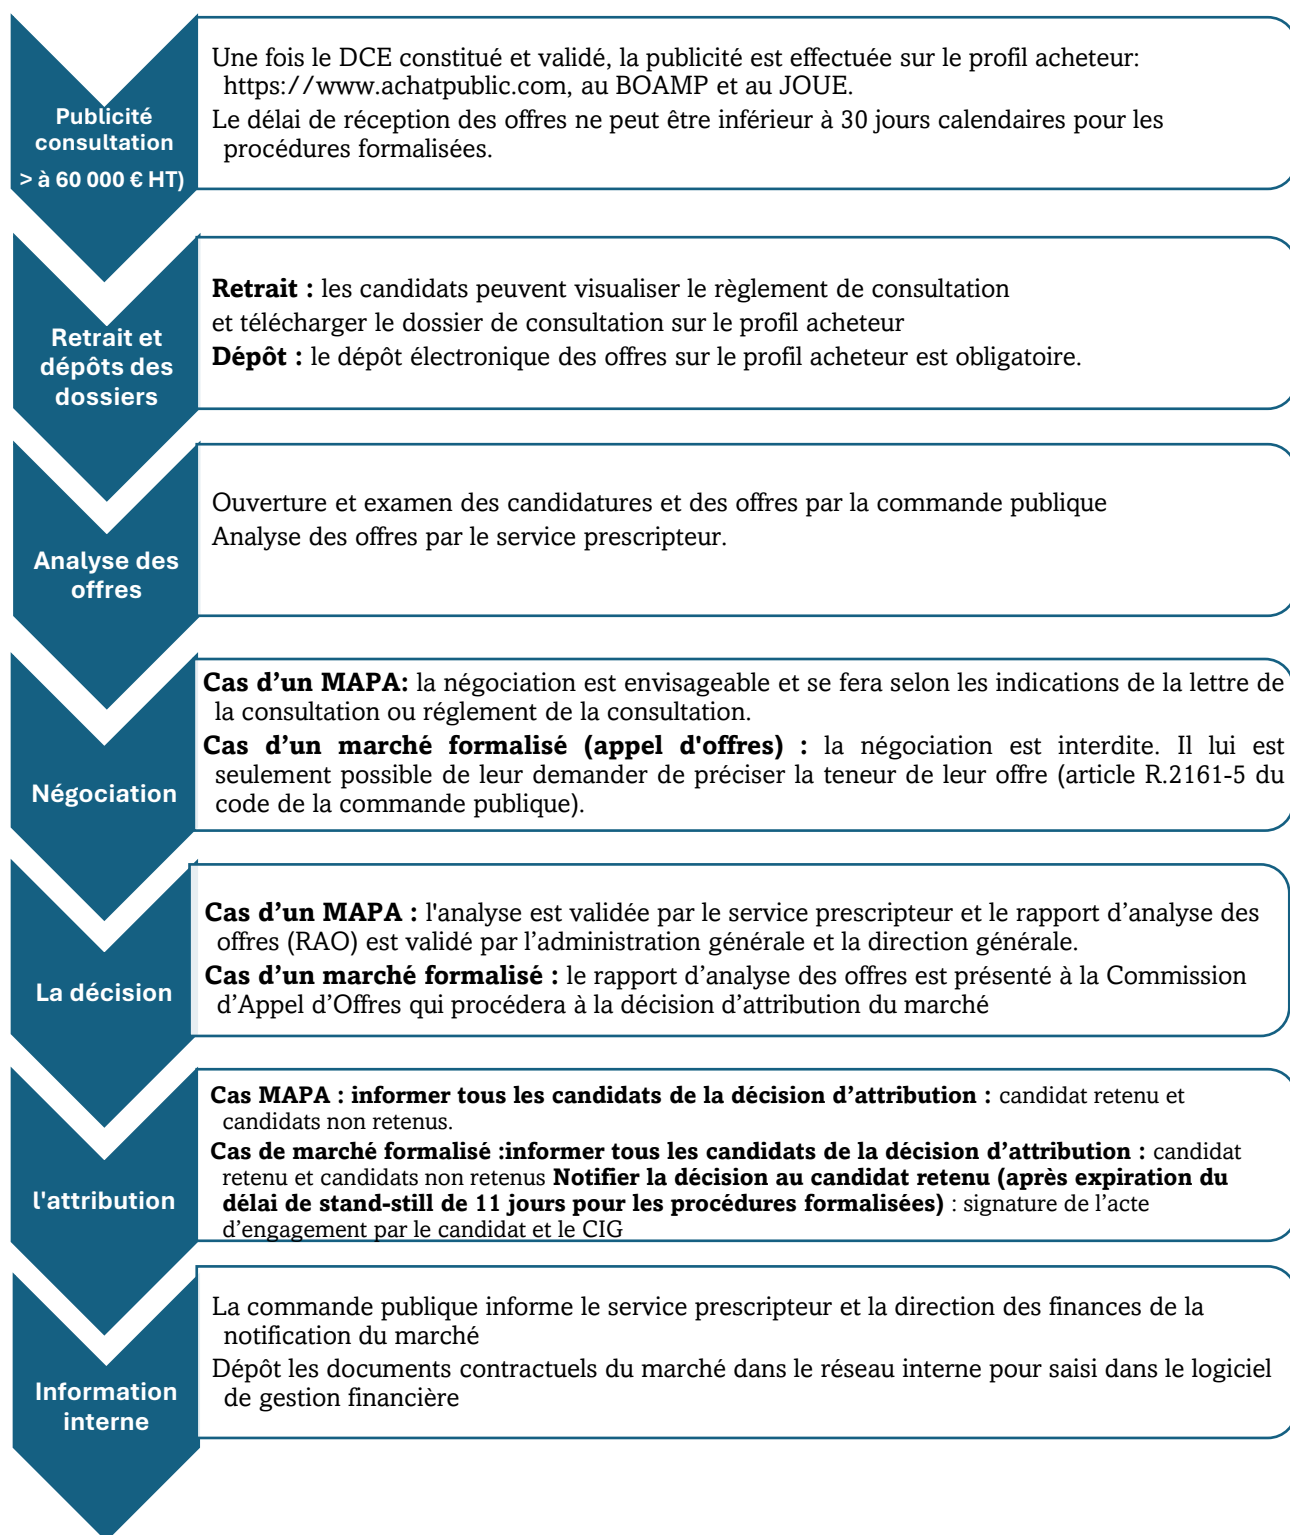 Publicité
consultation
> à 60 000 € HT)
Une fois le DCE constitué et validé, la publicité est effectuée sur le profil acheteur:
https://www.achatpublic.com, au BOAMP et au JOUE.
Le délai de réception des offres ne peut être inférieur à 30 jours calendaires pour les
procédures formalisées.
Retrait et
dépôts des
dossiers
Retrait : les candidats peuvent visualiser le règlement de consultation
et télécharger le dossier de consultation sur le profil acheteur
Dépôt : le dépôt électronique des offres sur le profil acheteur est obligatoire.
Analyse des
offres
Ouverture et examen des candidatures et des offres par la commande publique
Analyse des offres par le service prescripteur.
Négociation
Cas d’un MAPA: la négociation est envisageable et se fera selon les indications de la lettre de
la consultation ou réglement de la consultation.
Cas d’un marché formalisé (appel d'offres) : la négociation est interdite. Il lui est
seulement possible de leur demander de préciser la teneur de leur offre (article R.2161-5 du
code de la commande publique).
La décision
Cas d’un MAPA : l'analyse est validée par le service prescripteur et le rapport d’analyse des
offres (RAO) est validé par l’administration générale et la direction générale.
Cas d’un marché formalisé : le rapport d’analyse des offres est présenté à la Commission
d’Appel d’Offres qui procédera à la décision d’attribution du marché
l'attribution
Cas MAPA : informer tous les candidats de la décision d’attribution : candidat retenu et
candidats non retenus.
Cas de marché formalisé :informer tous les candidats de la décision d’attribution : candidat
retenu et candidats non retenus Notifier la décision au candidat retenu (après expiration du
délai de stand-still de 11 jours pour les procédures formalisées) : signature de l’acte
d’engagement par le candidat et le CIG
Information
interne
La commande publique informe le service prescripteur et la direction des finances de la
notification du marché
Dépôt les documents contractuels du marché dans le réseau interne pour saisi dans le logiciel
de gestion financière